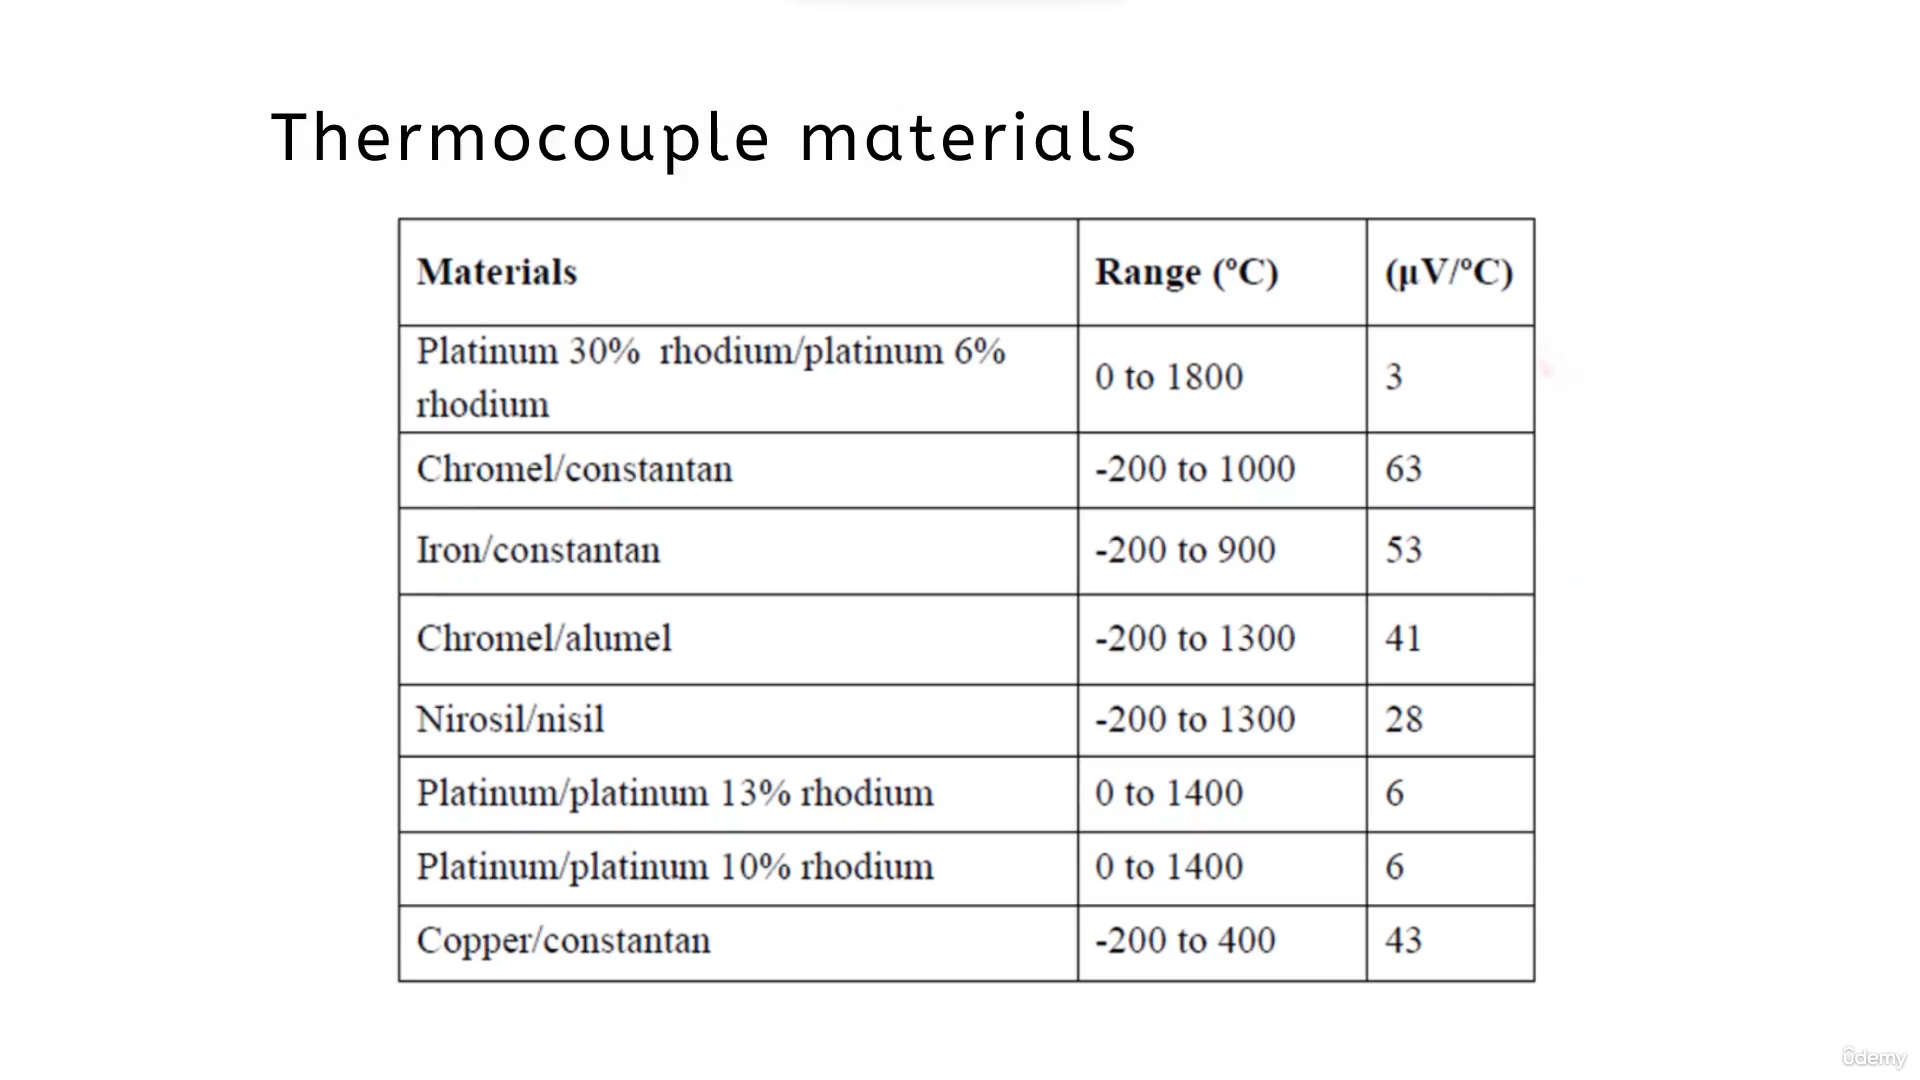 Thermocouple materials
Materials Range (ºC) (µV/ºC)
Platinum 30% rhodium/platinum 6%
rhodium
0 to 1800 3
Chromel/constantan -200 to 1000 63
Iron/constantan -200 to 900 53
Chromel/alumel -200 to 1300 41
Nirosil/nisil -200 to 1300 28
Platinum/platinum 13% rhodium 0 to 1400 6
Platinum/platinum 10% rhodium 0 to 1400 6
Copper/constantan -200 to 400 43
ûdemy